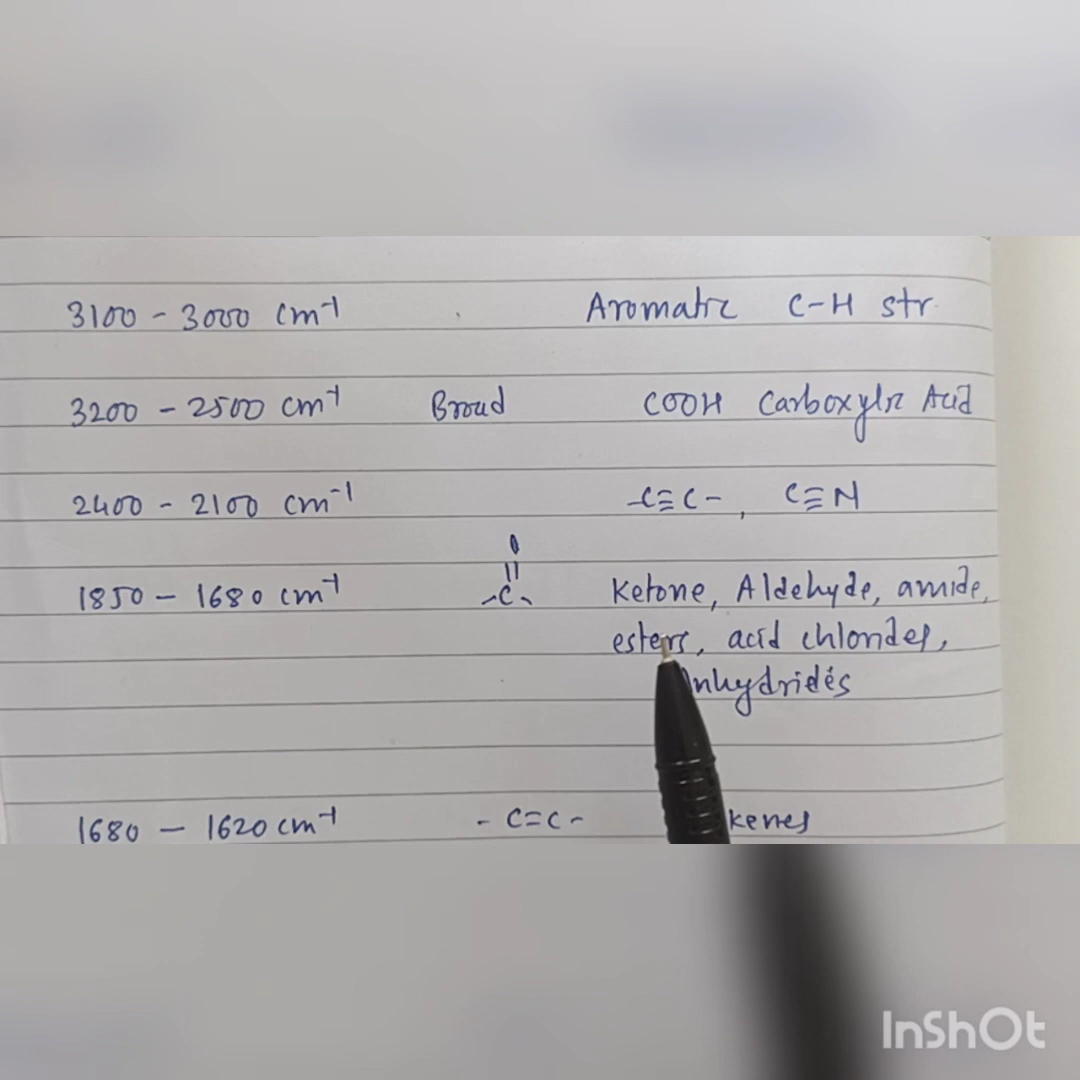 3100 - 3000 cm⁻¹ Aromatic C-H str.
3200 - 2500 cm⁻¹ Broad COOH Carboxylic Acid
2400 - 2100 cm⁻¹ -C≡C-, C≡N
O
||
1850 - 1680 cm⁻¹ -C- Ketone, Aldehyde, amide,
esters, acid chlorides,
Anhydrides
1680 - 1620 cm⁻¹ - C=C - kenes
InShOt